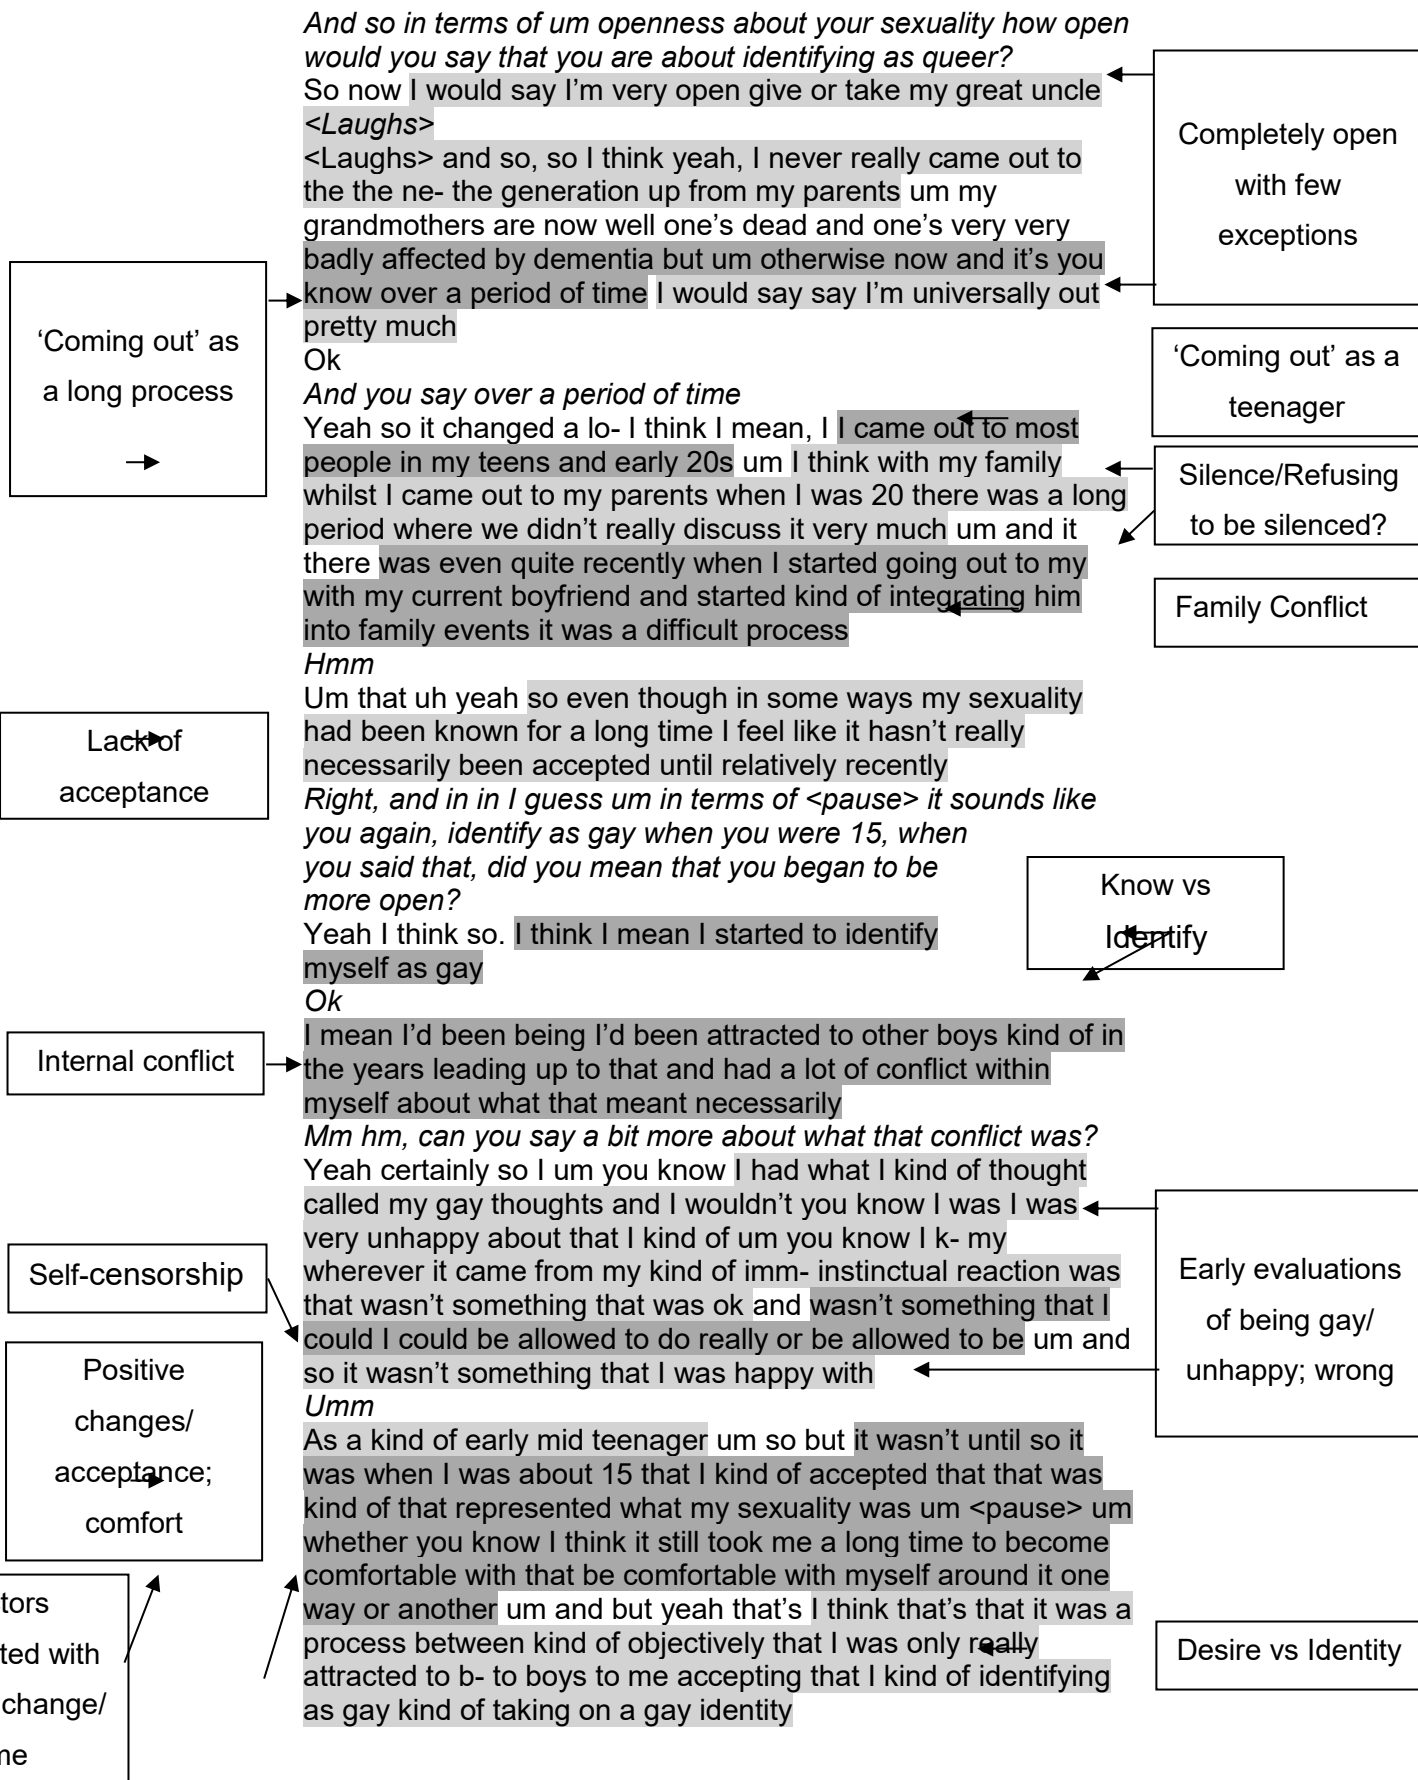 And so in terms of um openness about your sexuality how open
would you say that you are about identifying as queer?
So now I would say I'm very open give or take my great uncle
<Laughs>
<Laughs> and so, so I think yeah, I never really came out to
the the ne- the generation up from my parents um my
grandmothers are now well one's dead and one's very very
badly affected by dementia but um otherwise now and it's you
know over a period of time I would say say I'm universally out
pretty much
Ok
And you say over a period of time
Yeah so it changed a lo- I think I mean, I I came out to most
people in my teens and early 20s um I think with my family
whilst I came out to my parents when I was 20 there was a long
period where we didn't really discuss it very much um and it
there was even quite recently when I started going out to my
with my current boyfriend and started kind of integrating him
into family events it was a difficult process
Hmm
Um that uh yeah so even though in some ways my sexuality
had been known for a long time I feel like it hasn't really
necessarily been accepted until relatively recently
Right, and in in I guess um in terms of <pause> it sounds like
you again, identify as gay when you were 15, when
you said that, did you mean that you began to be
more open?
Yeah I think so. I think I mean I started to identify
myself as gay
Ok
I mean I'd been being I'd been attracted to other boys kind of in
the years leading up to that and had a lot of conflict within
myself about what that meant necessarily
Mm hm, can you say a bit more about what that conflict was?
Yeah certainly so I um you know I had what I kind of thought
called my gay thoughts and I wouldn't you know I was I was
very unhappy about that I kind of um you know I k- my
wherever it came from my kind of imm- instinctual reaction was
that wasn't something that was ok and wasn't something that I
could I could be allowed to do really or be allowed to be um and
so it wasn't something that I was happy with
Umm
As a kind of early mid teenager um so but it wasn't until so it
was when I was about 15 that I kind of accepted that that was
kind of that represented what my sexuality was um <pause> um
whether you know I think it still took me a long time to become
comfortable with that be comfortable with myself around it one
way or another um and but yeah that's I think that's that it was a
process between kind of objectively that I was only really
attracted to b- to boys to me accepting that I kind of identifying
as gay kind of taking on a gay identity
'Coming out' as
a long process
Lack of
acceptance
Internal conflict
Self-censorship
Positive
changes/
acceptance;
comfort
tors
ted with
change/
me
Completely open
with few
exceptions
'Coming out' as a
teenager
Silence/Refusing
to be silenced?
Family Conflict
Know vs
Identify
Early evaluations
of being gay/
unhappy; wrong
Desire vs Identity